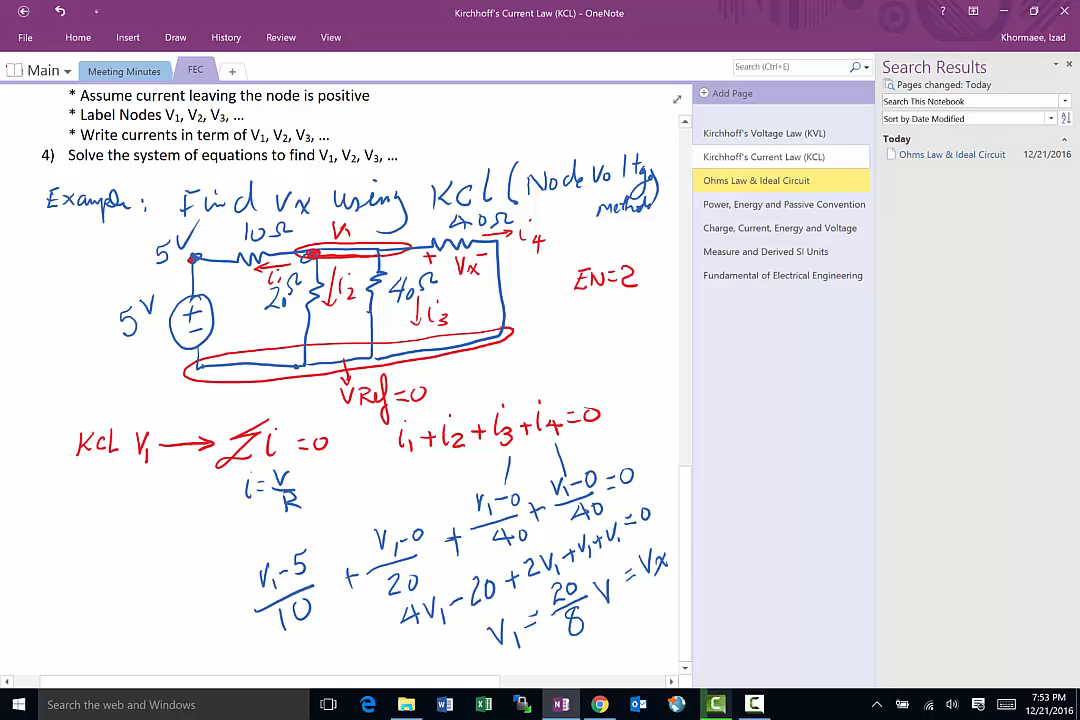 Kirchhoff's Current Law (KCL) - OneNote
?
File Home Insert Draw History Review View
Khormaee, Izad
Main
Meeting Minutes
FEC
Search (Ctrl+E)
* Assume current leaving the node is positive
* Label Nodes V₁, V₂, V₃, ...
* Write currents in term of V₁, V₂, V₃, ...
4) Solve the system of equations to find V₁, V₂, V₃, ...
Example: Find Vx using KCL (Node Voltge
method
5V
10Ω
V₁
40Ω
i₄
+ Vx -
i₁
20Ω
i₂
40Ω
i₃
EN=2
5V
+
-
VRef=0
KCL V₁ → Σi =0
i₁+i₂+i₃+i₄=0
i = V/R
V₁-5/10 + V₁-0/20 + V₁-0/40 + V₁-0/40 =0
4V₁-20+2V₁+V₁+V₁=0
V₁ = 20/8 V = Vx
Add Page
Kirchhoff's Voltage Law (KVL)
Kirchhoff's Current Law (KCL)
Ohms Law & Ideal Circuit
Power, Energy and Passive Convention
Charge, Current, Energy and Voltage
Measure and Derived SI Units
Fundamental of Electrical Engineering
Search Results
Pages changed: Today
Search This Notebook
Sort by Date Modified
Today
Ohms Law & Ideal Circuit 12/21/2016
Search the web and Windows
7:53 PM
12/21/2016